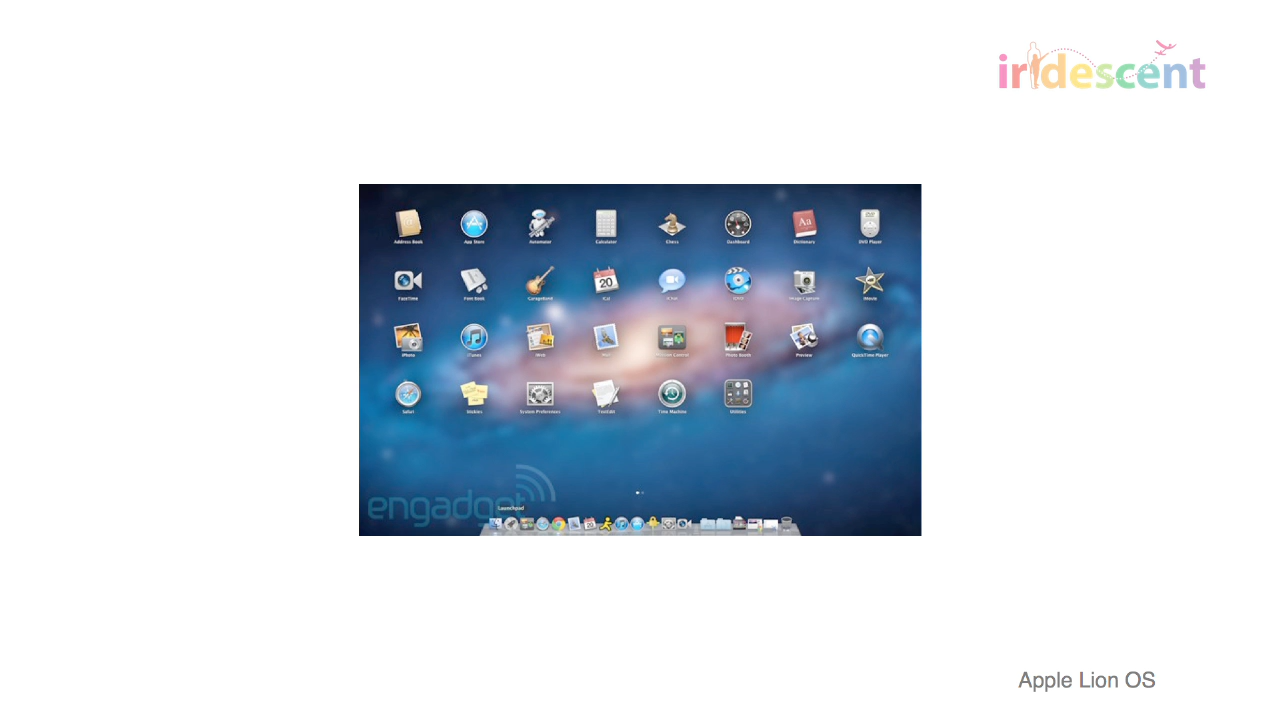 iridescent
Address Book App Store Automator Calculator Chess Dashboard Dictionary DVD Player
FaceTime Font Book GarageBand iCal iChat iDVD Image Capture iMovie
20
iPhoto iTunes Mail Mission Control Photo Booth Preview QuickTime Player
Safari Stickies System Preferences TextEdit Time Machine Utilities
engadget
Launchpad
Apple Lion OS